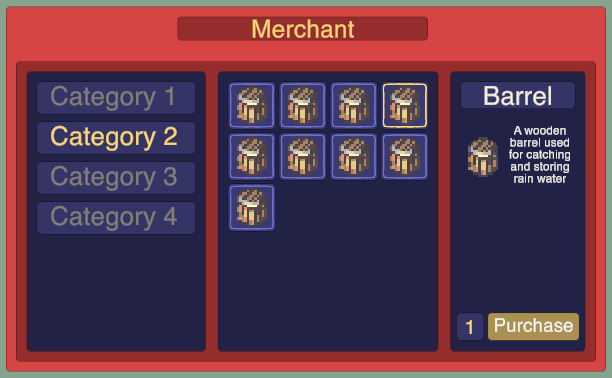 Merchant
Category 1
Category 2
Category 3
Category 4
Barrel
A wooden
barrel used
for catching
and storing
rain water
1
Purchase